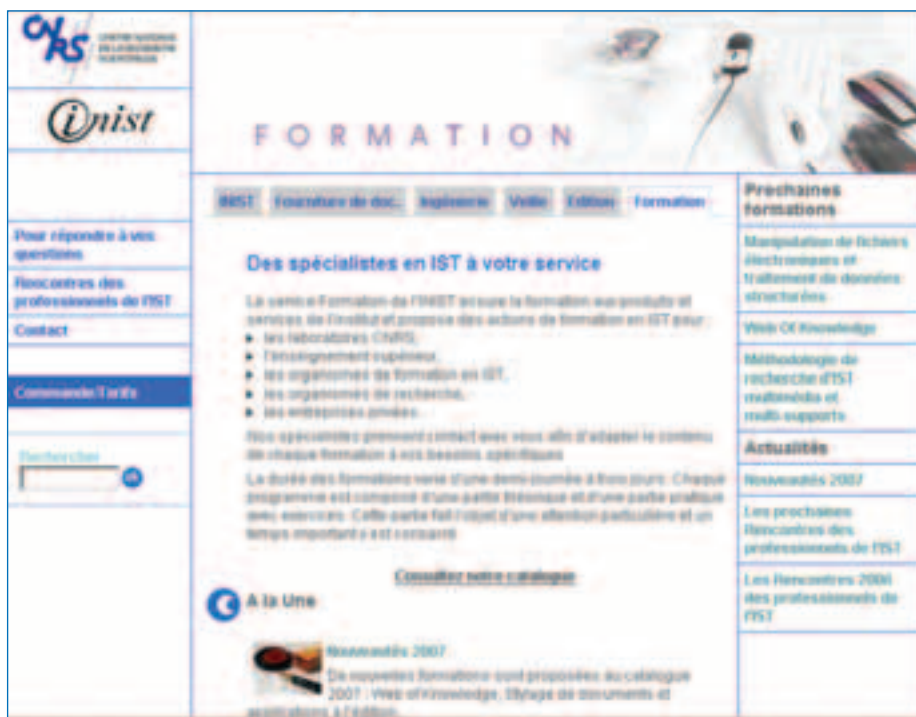 CNRS
CENTRE NATIONAL
DE LA RECHERCHE
SCIENTIFIQUE
inist
FORMATION
INIST Fourniture de doc. Ingénierie Veille Edition Formation
Pour répondre à vos
questions
Rencontres des
professionnels de l'IST
Contact
Commande/Tarifs
Rechercher
ok
Des spécialistes en IST à votre service
Le service Formation de l'INIST assure la formation aux produits et
services de l'institut et propose des actions de formation en IST pour
les laboratoires CNRS,
l'enseignement supérieur,
les organismes de formation en IST,
les organismes de recherche,
les entreprises privées.
Nos spécialistes prennent contact avec vous afin d'adapter le contenu
de chaque formation à vos besoins spécifiques
La durée des formations varie d'une demi-journée à trois jours. Chaque
programme est composé d'une partie théorique et d'une partie pratique
avec exercices. Cette partie fait l'objet d'une attention particulière et un
temps important y est consacré
Consultez notre catalogue
A la Une
Nouveautés 2007
De nouvelles formations sont proposées au catalogue
2007 : Web of Knowledge, Stylage de documents et
applications à l'édition
Prochaines
formations
Manipulation de fichiers
électroniques et
traitement de données
structurées
Web Of Knowledge
Méthodologie de
recherche d'IST
multimédia et
multi-supports
Actualités
Nouveautés 2007
Les prochaines
Rencontres des
professionnels de l'IST
Les Rencontres 2006
des professionnels de
l'IST